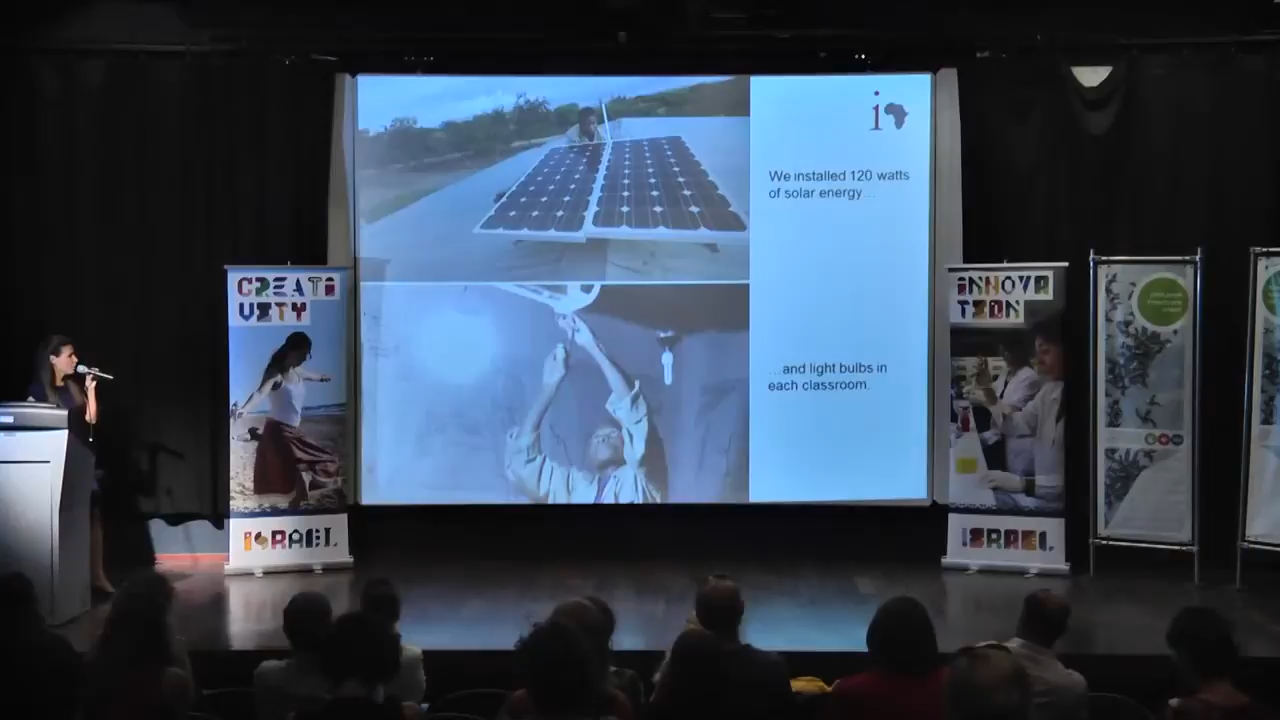 i
We installed 120 watts
of solar energy...
...and light bulbs in
each classroom.
CREATI
VITY
ISRAEL
INNOVA
TION
ISRAEL